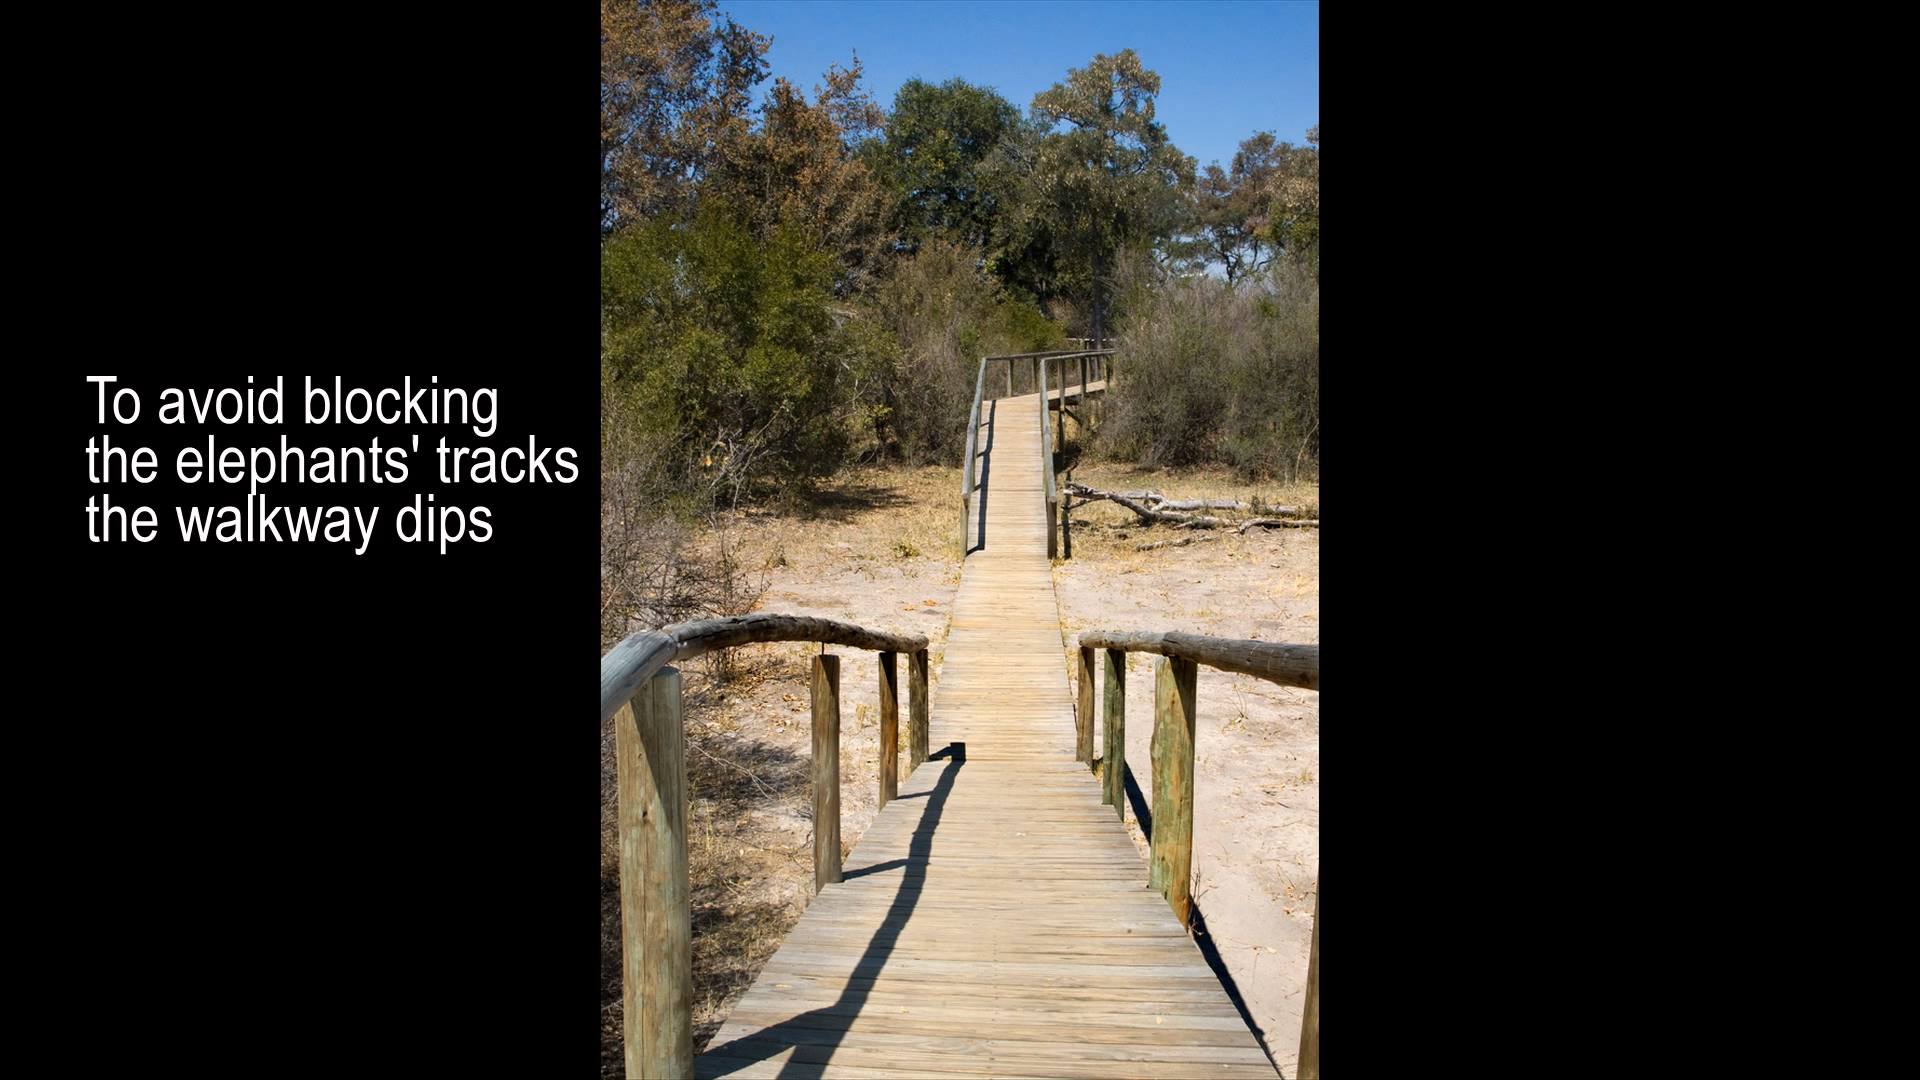 To avoid blocking
the elephants' tracks
the walkway dips